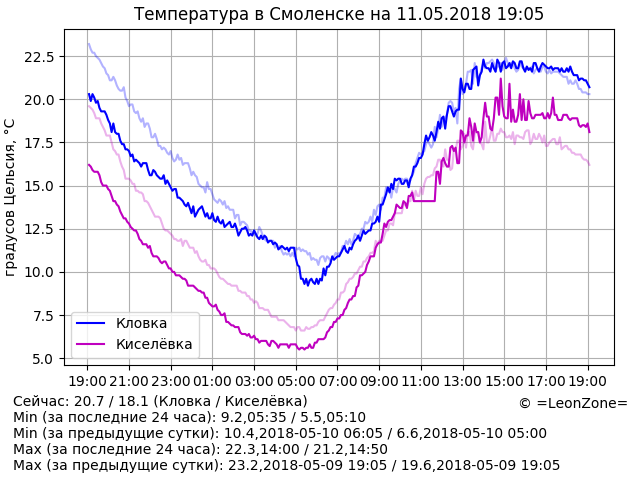 Температура в Смоленске на 11.05.2018 19:05
градусов Цельсия, °C
22.5
20.0
17.5
15.0
12.5
10.0
7.5
5.0
Кловка
Киселёвка
19:00 21:00 23:00 01:00 03:00 05:00 07:00 09:00 11:00 13:00 15:00 17:00 19:00
Сейчас: 20.7 / 18.1 (Кловка / Киселёвка)
© =LeonZone=
Min (за последние 24 часа): 9.2,05:35 / 5.5,05:10
Min (за предыдущие сутки): 10.4,2018-05-10 06:05 / 6.6,2018-05-10 05:00
Max (за последние 24 часа): 22.3,14:00 / 21.2,14:50
Max (за предыдущие сутки): 23.2,2018-05-09 19:05 / 19.6,2018-05-09 19:05